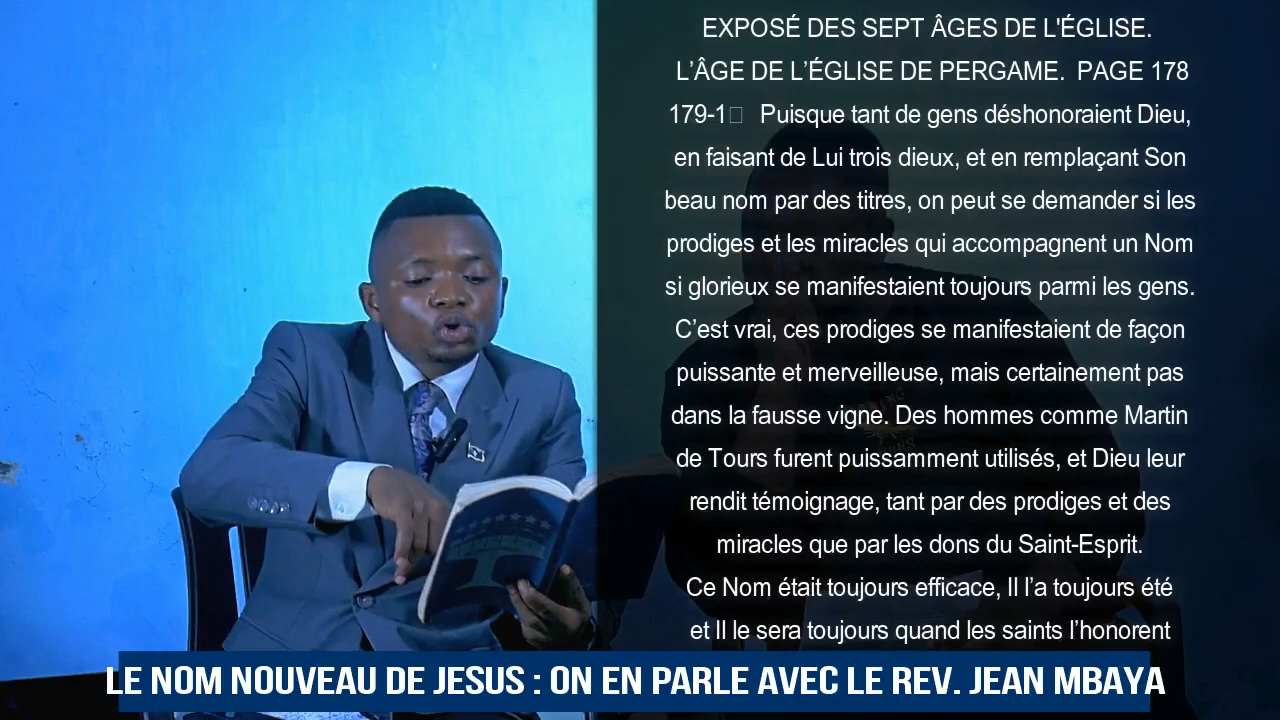 EXPOSÉ DES SEPT ÂGES DE L'ÉGLISE.
L’ÂGE DE L’ÉGLISE DE PERGAME.  PAGE 178
179-1□  Puisque tant de gens déshonoraient Dieu,
en faisant de Lui trois dieux, et en remplaçant Son
beau nom par des titres, on peut se demander si les
prodiges et les miracles qui accompagnent un Nom
si glorieux se manifestaient toujours parmi les gens.
C’est vrai, ces prodiges se manifestaient de façon
puissante et merveilleuse, mais certainement pas
dans la fausse vigne. Des hommes comme Martin
de Tours furent puissamment utilisés, et Dieu leur
rendit témoignage, tant par des prodiges et des
miracles que par les dons du Saint-Esprit.
Ce Nom était toujours efficace, Il l’a toujours été
et Il le sera toujours quand les saints l’honorent
LE NOM NOUVEAU DE JESUS : ON EN PARLE AVEC LE REV. JEAN MBAYA